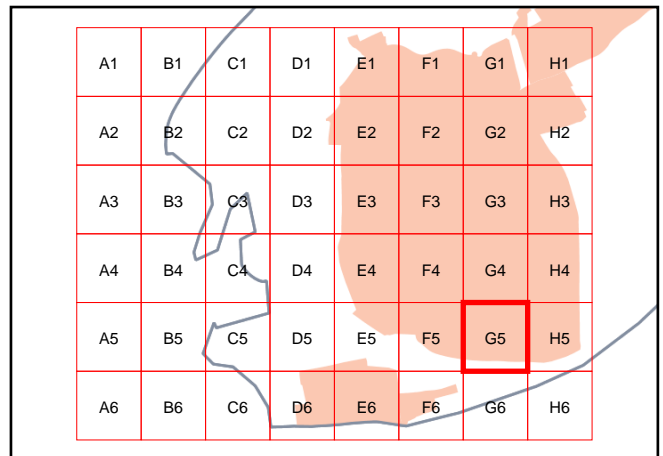 A1 B1 C1 D1 E1 F1 G1 H1
A2 B2 C2 D2 E2 F2 G2 H2
A3 B3 C3 D3 E3 F3 G3 H3
A4 B4 C4 D4 E4 F4 G4 H4
A5 B5 C5 D5 E5 F5 G5 H5
A6 B6 C6 D6 E6 F6 G6 H6